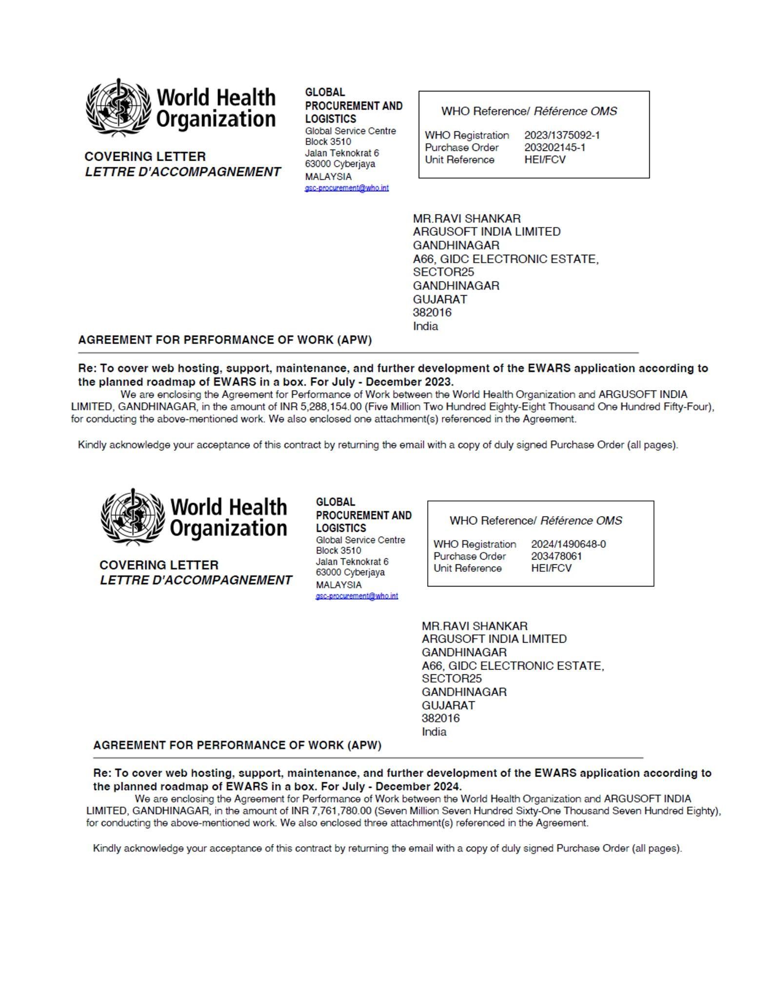 World Health
Organization
COVERING LETTER
LETTRE D'ACCOMPAGNEMENT
GLOBAL
PROCUREMENT AND
LOGISTICS
Global Service Centre
Block 3510
Jalan Teknokrat 6
63000 Cyberjaya
MALAYSIA
gsc-procurement@who.int
WHO Reference/ Référence OMS
WHO Registration 2023/1375092-1
Purchase Order 203202145-1
Unit Reference HEI/FCV
MR.RAVI SHANKAR
ARGUSOFT INDIA LIMITED
GANDHINAGAR
A66, GIDC ELECTRONIC ESTATE,
SECTOR25
GANDHINAGAR
GUJARAT
382016
India
AGREEMENT FOR PERFORMANCE OF WORK (APW)
Re: To cover web hosting, support, maintenance, and further development of the EWARS application according to
the planned roadmap of EWARS in a box. For July - December 2023.
We are enclosing the Agreement for Performance of Work between the World Health Organization and ARGUSOFT INDIA
LIMITED, GANDHINAGAR, in the amount of INR 5,288,154.00 (Five Million Two Hundred Eighty-Eight Thousand One Hundred Fifty-Four),
for conducting the above-mentioned work. We also enclosed one attachment(s) referenced in the Agreement.
Kindly acknowledge your acceptance of this contract by returning the email with a copy of duly signed Purchase Order (all pages).
World Health
Organization
COVERING LETTER
LETTRE D'ACCOMPAGNEMENT
GLOBAL
PROCUREMENT AND
LOGISTICS
Global Service Centre
Block 3510
Jalan Teknokrat 6
63000 Cyberjaya
MALAYSIA
gsc-procurement@who.int
WHO Reference/ Référence OMS
WHO Registration 2024/1490648-0
Purchase Order 203478061
Unit Reference HEI/FCV
MR.RAVI SHANKAR
ARGUSOFT INDIA LIMITED
GANDHINAGAR
A66, GIDC ELECTRONIC ESTATE,
SECTOR25
GANDHINAGAR
GUJARAT
382016
India
AGREEMENT FOR PERFORMANCE OF WORK (APW)
Re: To cover web hosting, support, maintenance, and further development of the EWARS application according to
the planned roadmap of EWARS in a box. For July - December 2024.
We are enclosing the Agreement for Performance of Work between the World Health Organization and ARGUSOFT INDIA
LIMITED, GANDHINAGAR, in the amount of INR 7,761,780.00 (Seven Million Seven Hundred Sixty-One Thousand Seven Hundred Eighty),
for conducting the above-mentioned work. We also enclosed three attachment(s) referenced in the Agreement.
Kindly acknowledge your acceptance of this contract by returning the email with a copy of duly signed Purchase Order (all pages).